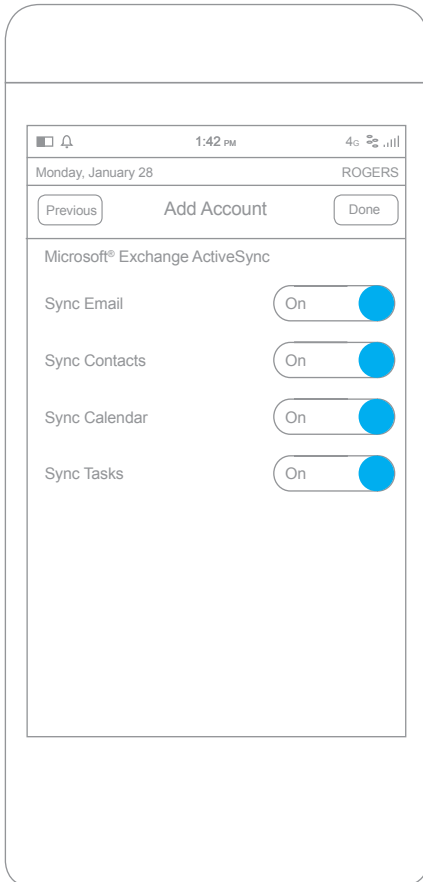 1:42 PM 4G
Monday, January 28 ROGERS
Previous Add Account Done
Microsoft® Exchange ActiveSync
Sync Email On
Sync Contacts On
Sync Calendar On
Sync Tasks On